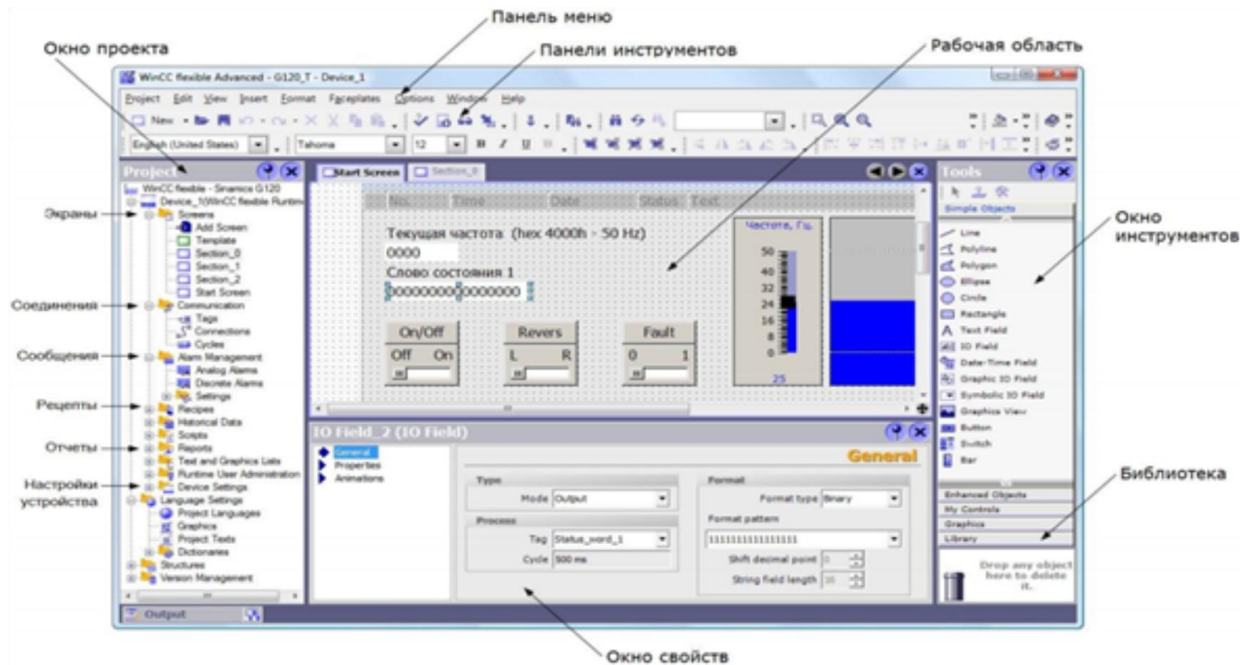 Панель меню
Окно проекта
Панели инструментов
Рабочая область
WinCC flexible Advanced - G120_T - Device_1
Project Edit View Insert Format Faceplates Options Window Help
New
English (United States) Tahoma 12 B I U
Project
Start Screen Section_0
Tools
WinCC flexible - Sinamics G120
Device_1(WinCC flexible Runtim
No. Time Date Status Text
Simple Objects
Экраны
Screens
Add Screen
Template
Section_0
Section_1
Section_2
Start Screen
Соединения
Communication
Tags
Connections
Cycles
Сообщения
Alarm Management
Analog Alarms
Discrete Alarms
Settings
Рецепты
Recipes
Historical Data
Scripts
Отчеты
Reports
Text and Graphics Lists
Runtime User Administration
Настройки
устройства
Device Settings
Language Settings
Project Languages
Graphics
Project Texts
Dictionaries
Structures
Version Management
Output
Текущая частота (hex 4000h - 50 Hz)
0000
Слово состояния 1
0000000000000000
On/Off
Off On
Revers
L R
Fault
0 1
Частота, Гц
50
40
32
24
16
8
0
25
Окно
инструментов
Line
Polyline
Polygon
Ellipse
Circle
Rectangle
Text Field
IO Field
Date-Time Field
Graphic IO Field
Symbolic IO Field
Graphics View
Button
Switch
Bar
Библиотека
Enhanced Objects
My Controls
Graphics
Library
Drop any object
here to delete
it.
IO Field_2 (IO Field)
General
Properties
Animations
General
Type
Mode Output
Process
Tag Status_word_1
Cycle 500 ms
Format
Format type Binary
Format pattern
1111111111111111
Shift decimal point 0
String field length 16
Окно свойств